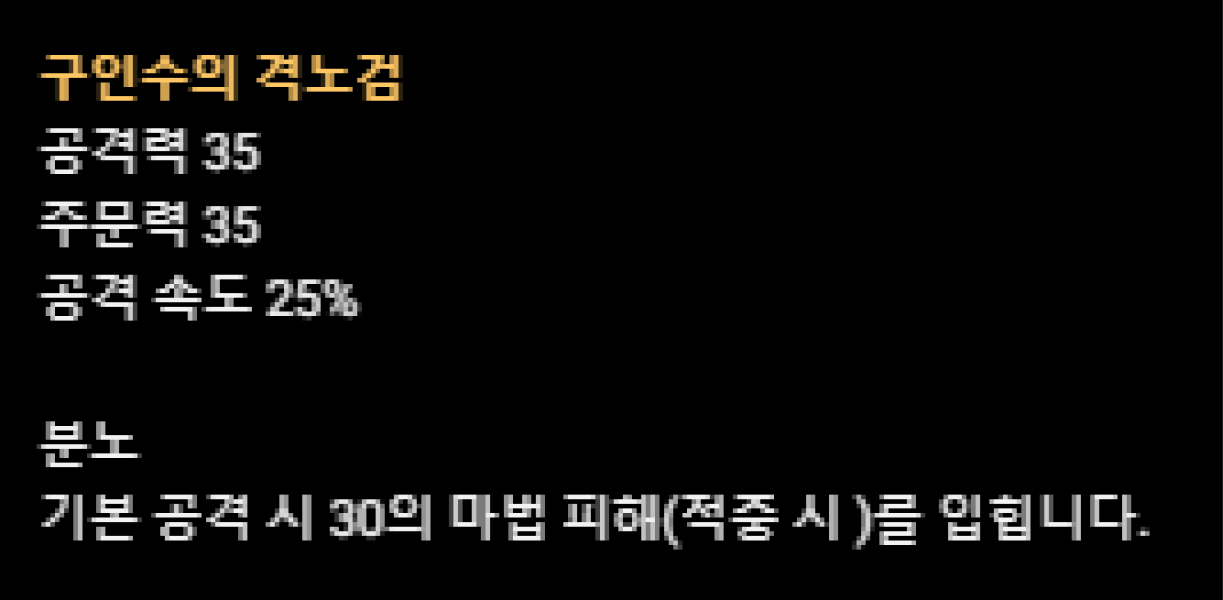 구인수의 격노검
공격력 35
주문력 35
공격 속도 25%
분노
기본 공격 시 30의 마법 피해(적중 시 )를 입힙니다.